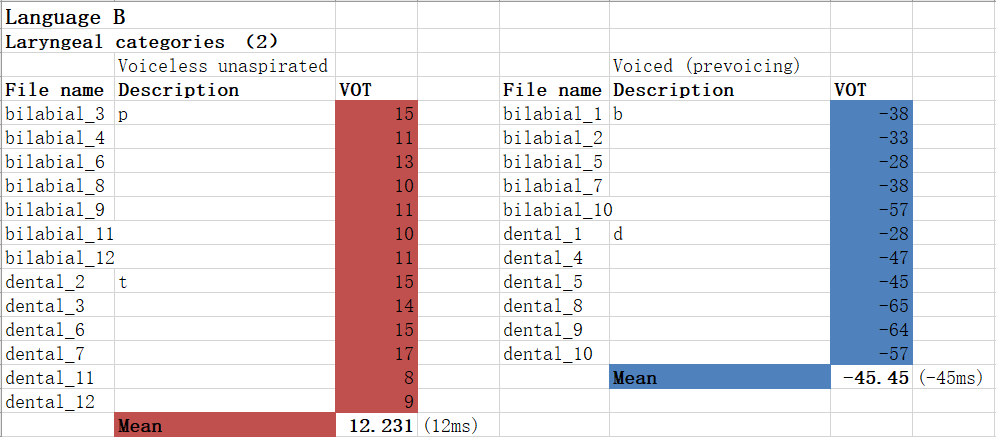 Language B
Laryngeal categories （2）
Voiceless unaspirated Voiced (prevoicing)
File name Description VOT File name Description VOT
bilabial_3 p 15 bilabial_1 b -38
bilabial_4 11 bilabial_2 -33
bilabial_6 13 bilabial_5 -28
bilabial_8 10 bilabial_7 -38
bilabial_9 11 bilabial_10 -57
bilabial_11 10 dental_1 d -28
bilabial_12 11 dental_4 -47
dental_2 t 15 dental_5 -45
dental_3 14 dental_8 -65
dental_6 15 dental_9 -64
dental_7 17 dental_10 -57
dental_11 8 Mean -45.45 (-45ms)
dental_12 9
Mean 12.231 (12ms)